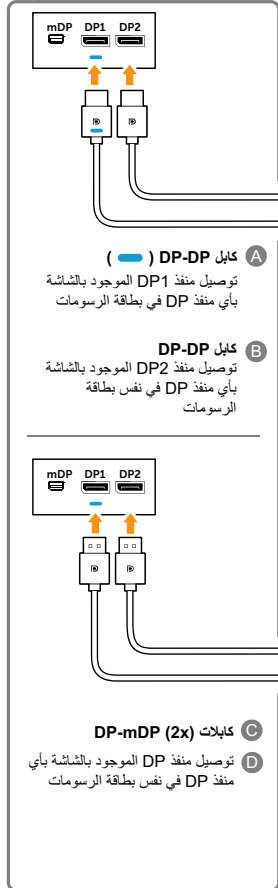 mDP DP1 DP2
A كابل DP-DP ( )
توصيل منفذ DP1 الموجود بالشاشة
بأي منفذ DP في بطاقة الرسومات
B كابل DP-DP
توصيل منفذ DP2 الموجود بالشاشة
بأي منفذ DP في نفس بطاقة
الرسومات
mDP DP1 DP2
C كابلات DP-mDP (2x)
D توصيل منفذ DP الموجود بالشاشة بأي
منفذ DP في نفس بطاقة الرسومات